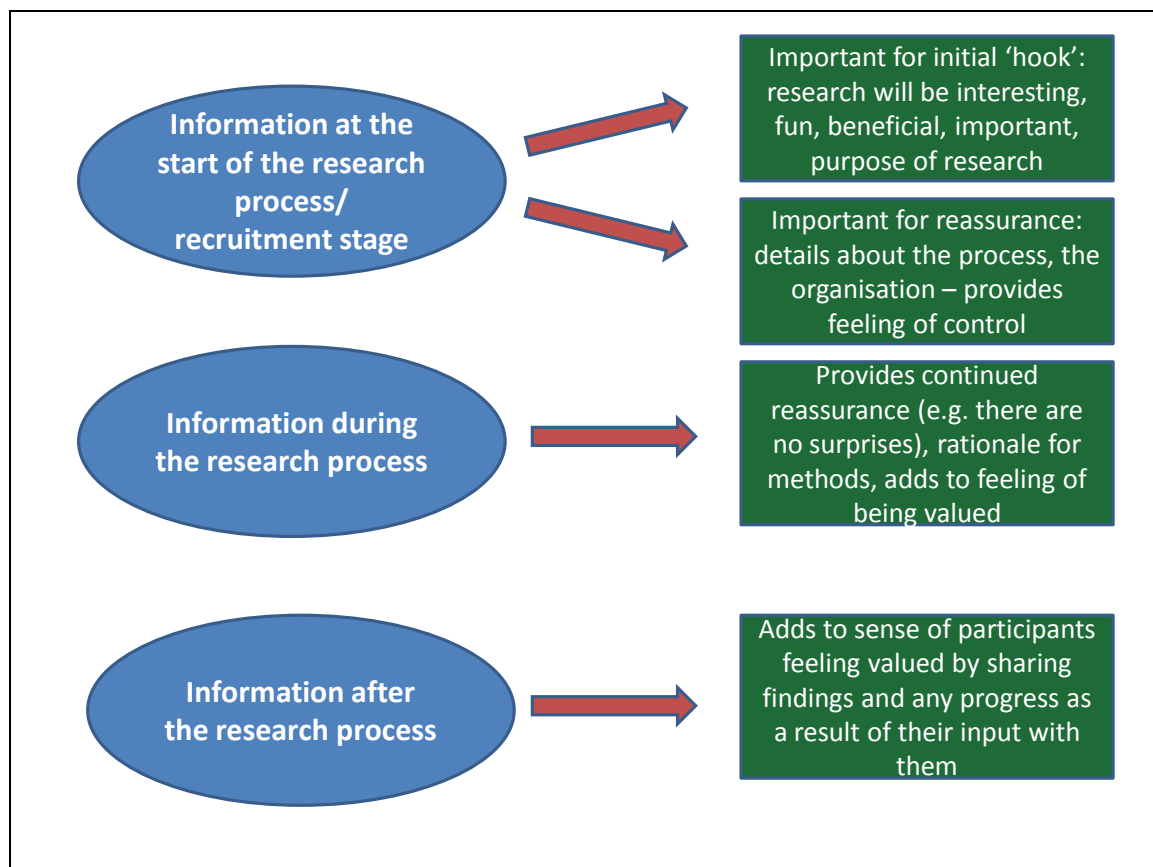 Information at the
start of the research
process/
recruitment stage
Important for initial ‘hook’:
research will be interesting,
fun, beneficial, important,
purpose of research
Important for reassurance:
details about the process, the
organisation – provides
feeling of control
Information during
the research process
Provides continued
reassurance (e.g. there are
no surprises), rationale for
methods, adds to feeling of
being valued
Information after
the research process
Adds to sense of participants
feeling valued by sharing
findings and any progress as
a result of their input with
them